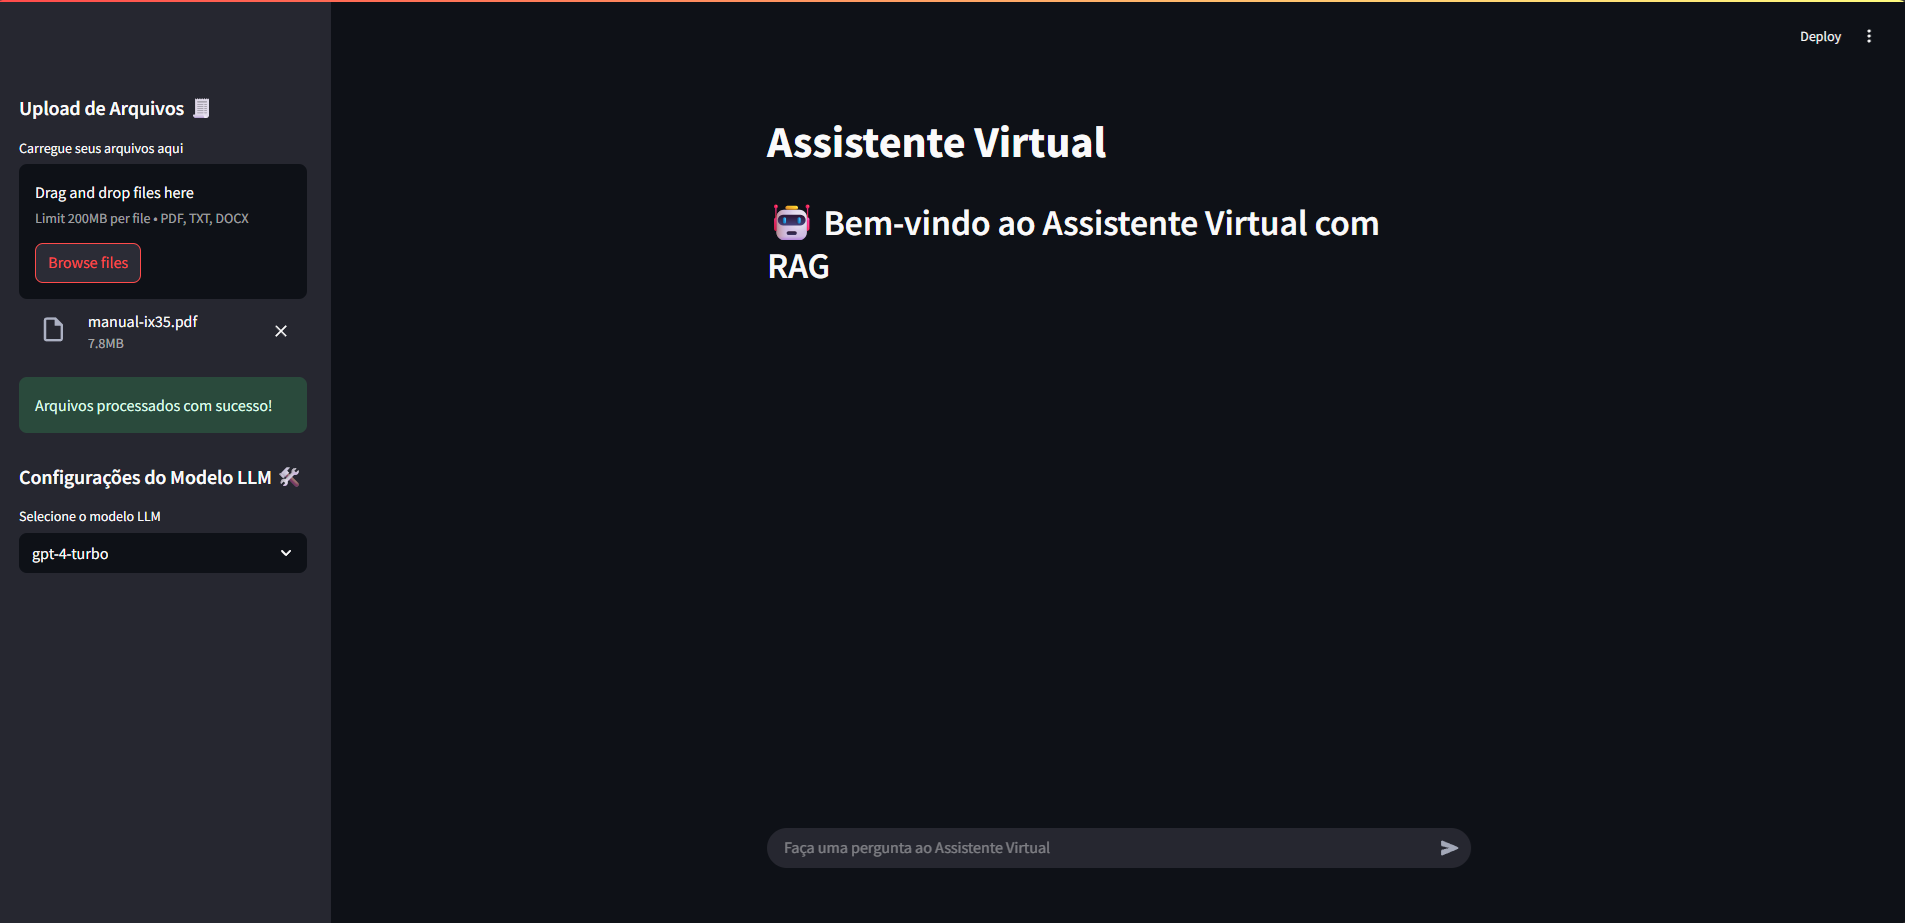 Deploy
Upload de Arquivos
Carregue seus arquivos aqui
Drag and drop files here
Limit 200MB per file • PDF, TXT, DOCX
Browse files
manual-ix35.pdf
7.8MB
Arquivos processados com sucesso!
Configurações do Modelo LLM
Selecione o modelo LLM
gpt-4-turbo
Assistente Virtual
Bem-vindo ao Assistente Virtual com
RAG
Faça uma pergunta ao Assistente Virtual